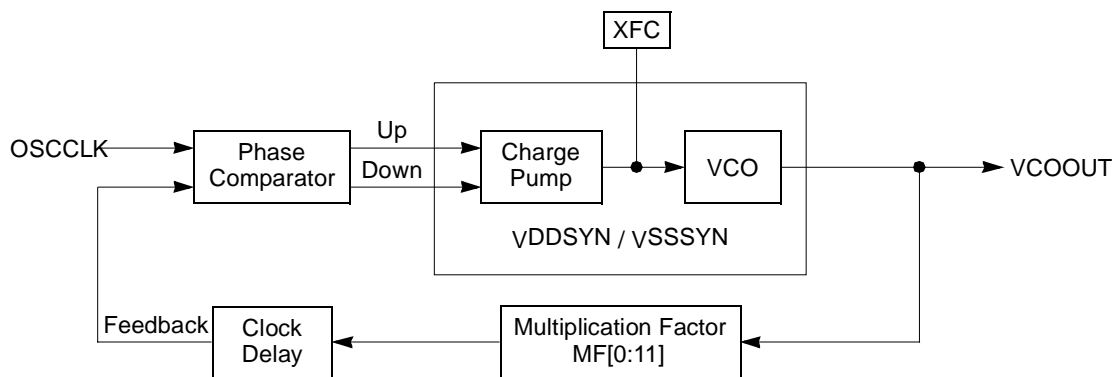 XFC
OSCCLK
Phase
Comparator
Up
Down
Charge
Pump
VCO
VCOOUT
VDDSYN / VSSSYN
Feedback
Clock
Delay
Multiplication Factor
MF[0:11]